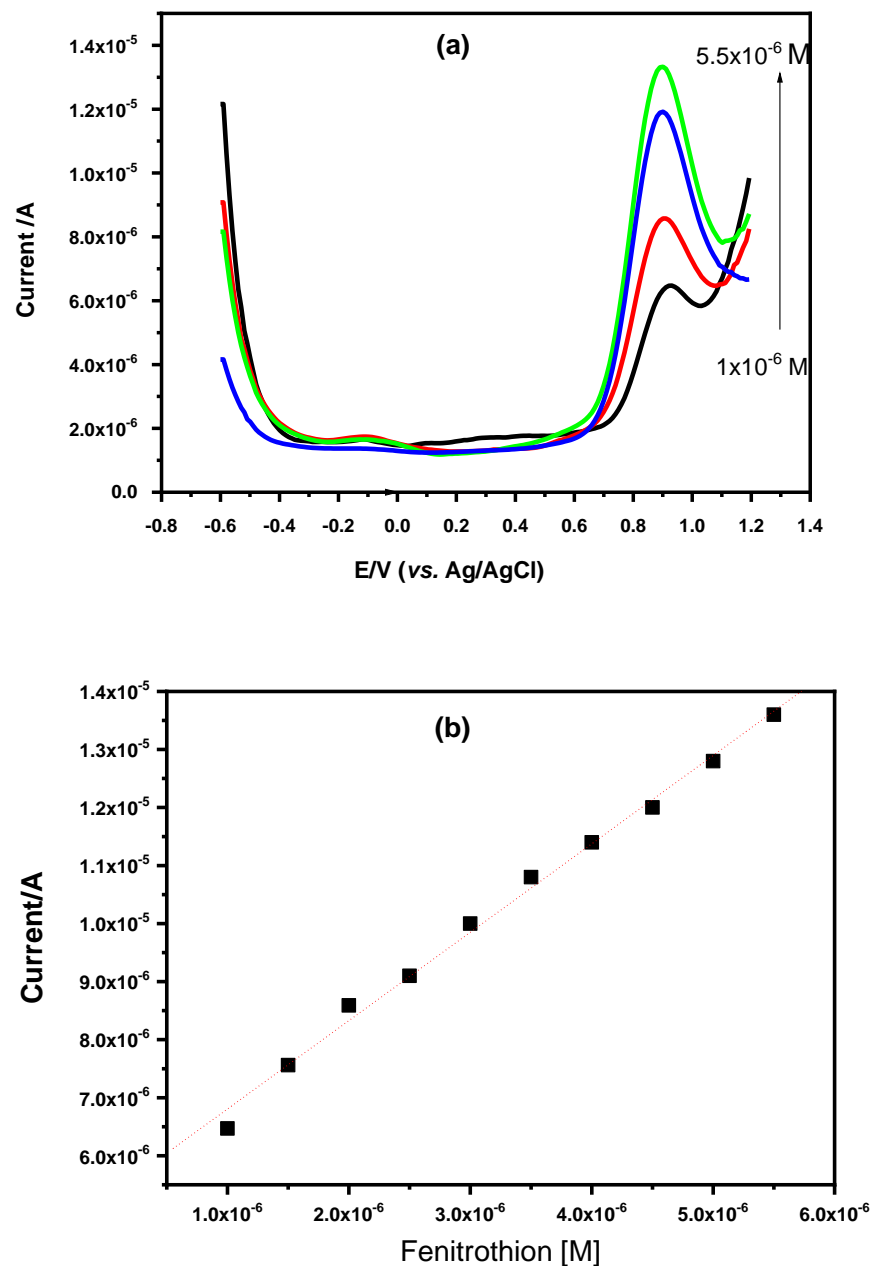 (a)
5.5x10⁻⁶ M
1x10⁻⁶ M
1.4x10⁻⁵
1.2x10⁻⁵
1.0x10⁻⁵
8.0x10⁻⁶
6.0x10⁻⁶
4.0x10⁻⁶
2.0x10⁻⁶
0.0
Current /A
-0.8 -0.6 -0.4 -0.2 0.0 0.2 0.4 0.6 0.8 1.0 1.2 1.4
E/V (vs. Ag/AgCl)
(b)
1.4x10⁻⁵
1.3x10⁻⁵
1.2x10⁻⁵
1.1x10⁻⁵
1.0x10⁻⁵
9.0x10⁻⁶
8.0x10⁻⁶
7.0x10⁻⁶
6.0x10⁻⁶
Current/A
1.0x10⁻⁶ 2.0x10⁻⁶ 3.0x10⁻⁶ 4.0x10⁻⁶ 5.0x10⁻⁶ 6.0x10⁻⁶
Fenitrothion [M]